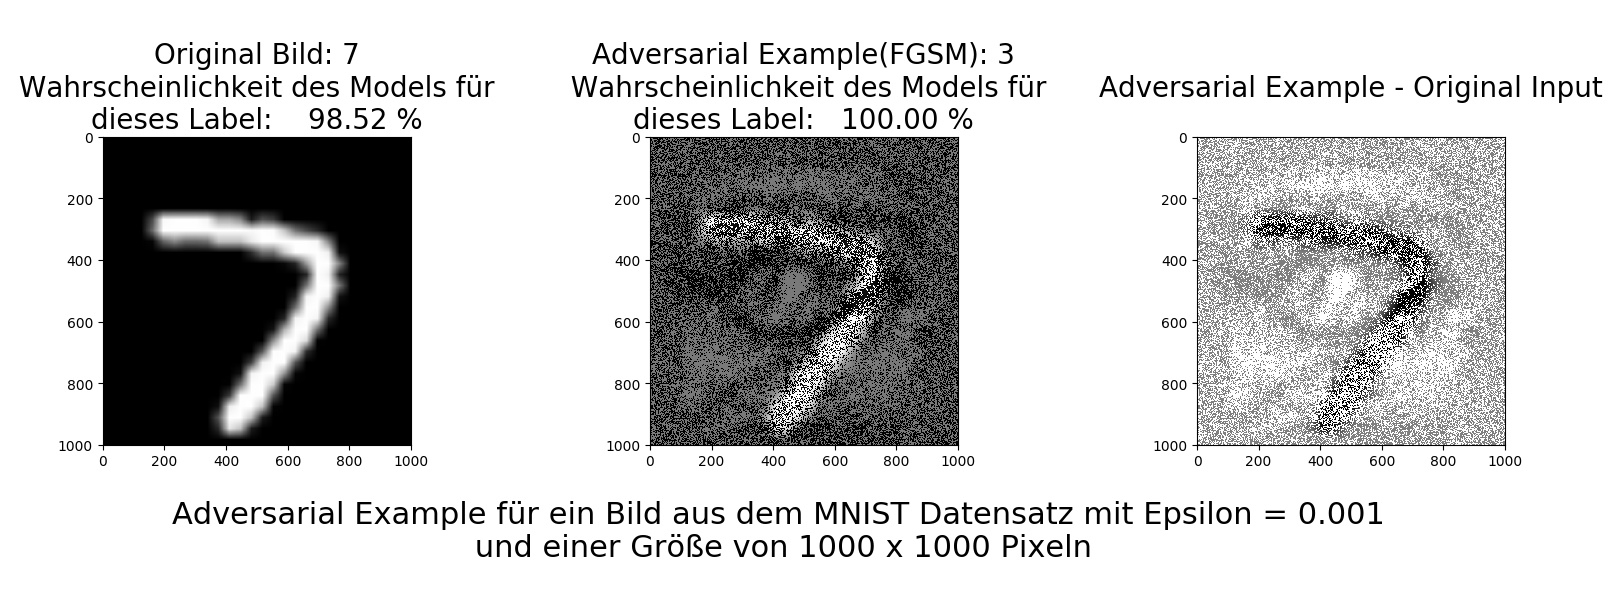 Original Bild: 7
Wahrscheinlichkeit des Models für
dieses Label: 98.52 %
0
200
400
600
800
1000
0 200 400 600 800 1000
Adversarial Example(FGSM): 3
Wahrscheinlichkeit des Models für
dieses Label: 100.00 %
0
200
400
600
800
1000
0 200 400 600 800 1000
Adversarial Example - Original Input
0
200
400
600
800
1000
0 200 400 600 800 1000
Adversarial Example für ein Bild aus dem MNIST Datensatz mit Epsilon = 0.001
und einer Größe von 1000 x 1000 Pixeln